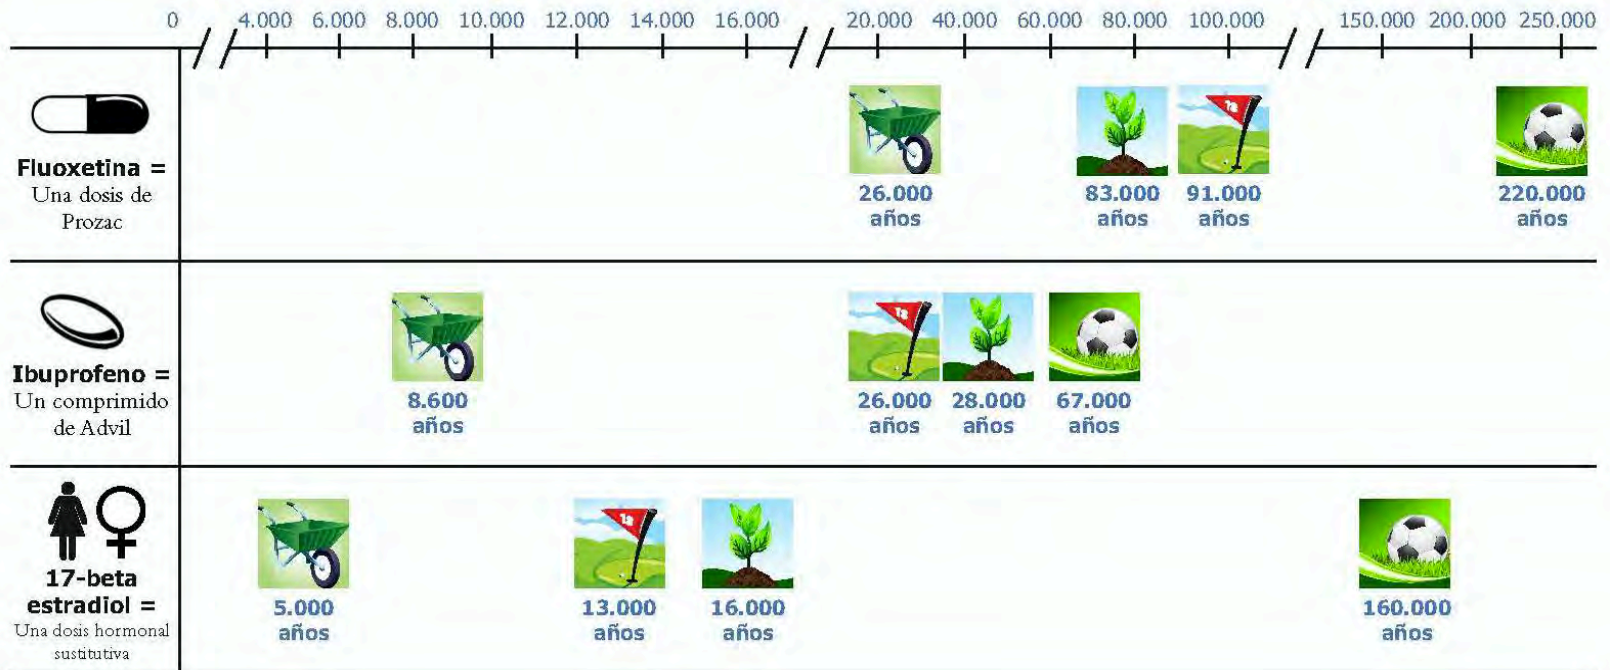 0 4.000 6.000 8.000 10.000 12.000 14.000 16.000 20.000 40.000 60.000 80.000 100.000 150.000 200.000 250.000
Fluoxetina =
Una dosis de
Prozac
18
26.000
años
83.000
años
91.000
años
220.000
años
Ibuprofeno =
Un comprimido
de Advil
18
8.600
años
26.000
años
28.000
años
67.000
años
17-beta
estradiol =
Una dosis hormonal
sustitutiva
18
5.000
años
13.000
años
16.000
años
160.000
años